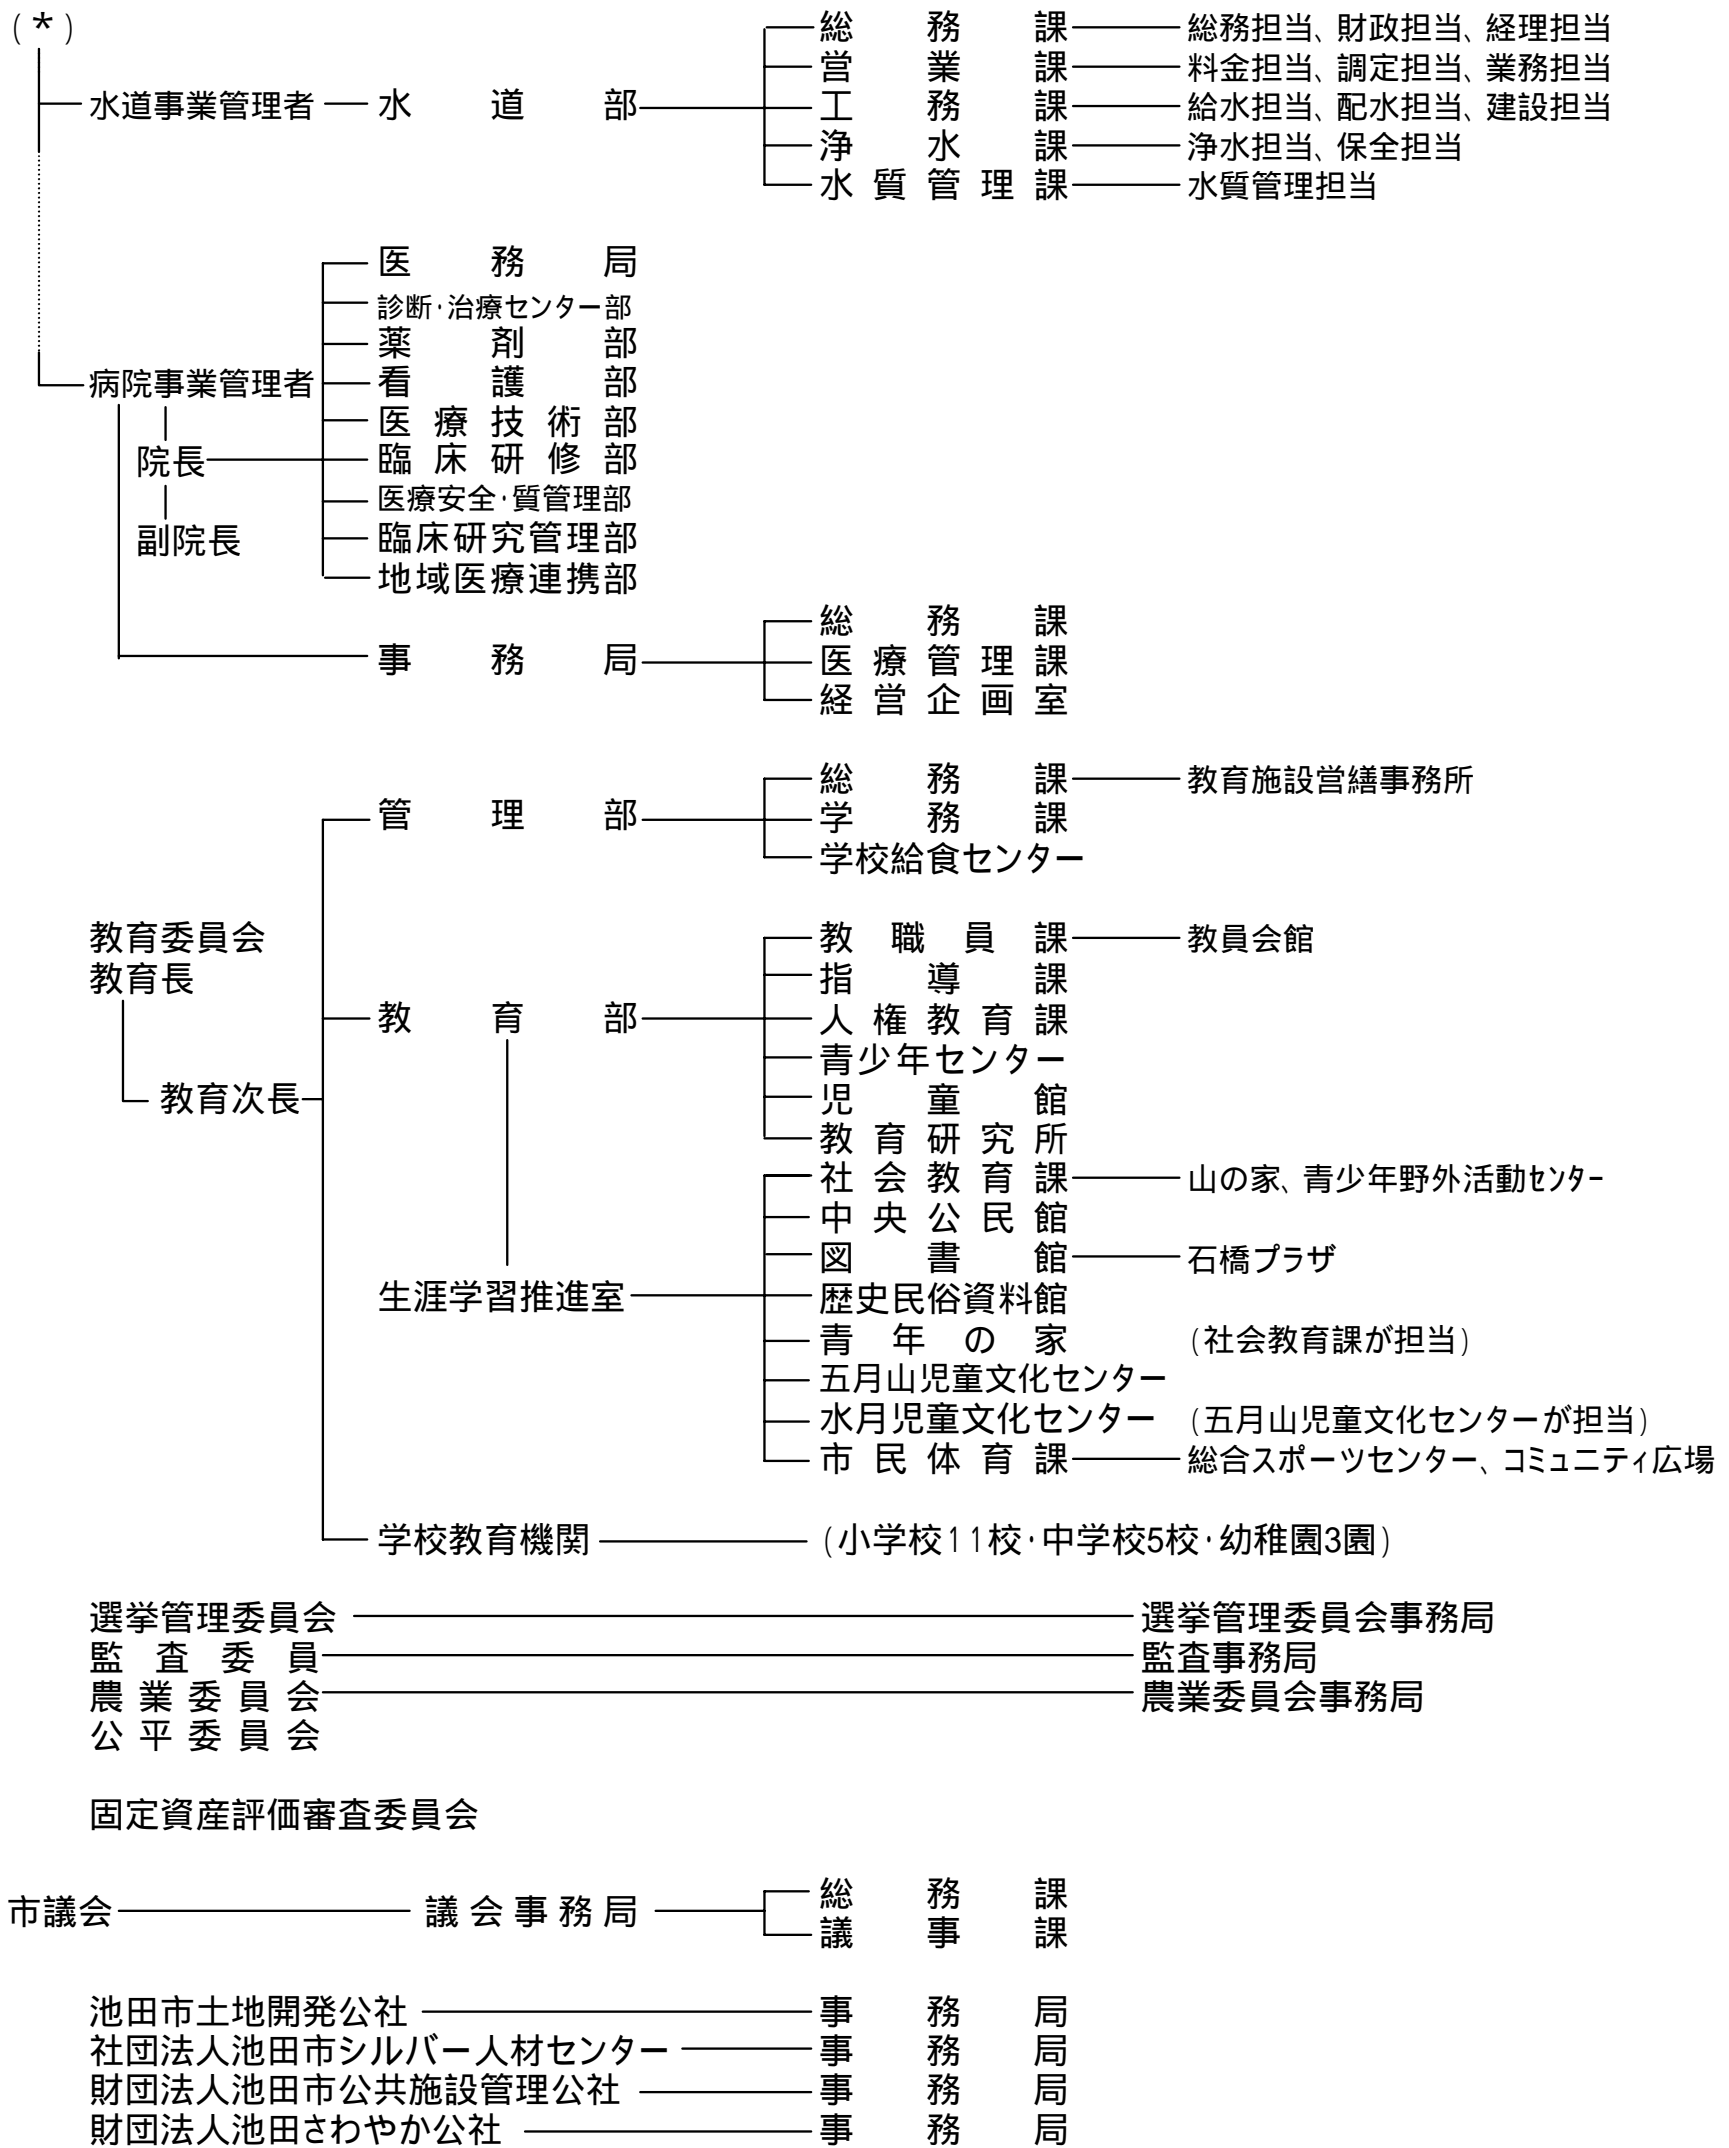 (*)
総務課 総務担当、財政担当、経理担当
営業課 料金担当、調定担当、業務担当
水道事業管理者 水道部 工務課 給水担当、配水担当、建設担当
浄水課 浄水担当、保全担当
水質管理課 水質管理担当
医務局
診断・治療センター部
薬剤部
病院事業管理者 看護部
医療技術部
院長 臨床研修部
医療安全・質管理部
副院長 臨床研究管理部
地域医療連携部
総務課
事務局 医療管理課
経営企画室
総務課 教育施設営繕事務所
管理部 学務課
学校給食センター
教育委員会 教職員課 教員会館
教育長 指導課
教育部 人権教育課
青少年センター
教育次長 児童館
教育研究所
社会教育課 山の家、青少年野外活動センター
中央公民館
図書館 石橋プラザ
生涯学習推進室 歴史民俗資料館
青年の家 (社会教育課が担当)
五月山児童文化センター
水月児童文化センター (五月山児童文化センターが担当)
市民体育課 総合スポーツセンター、コミュニティ広場
学校教育機関 (小学校11校・中学校5校・幼稚園3園)
選挙管理委員会 選挙管理委員会事務局
監査委員 監査事務局
農業委員会 農業委員会事務局
公平委員会
固定資産評価審査委員会
総務課
市議会 議会事務局
議事課
池田市土地開発公社 事務局
社団法人池田市シルバー人材センター 事務局
財団法人池田市公共施設管理公社 事務局
財団法人池田さわやか公社 事務局